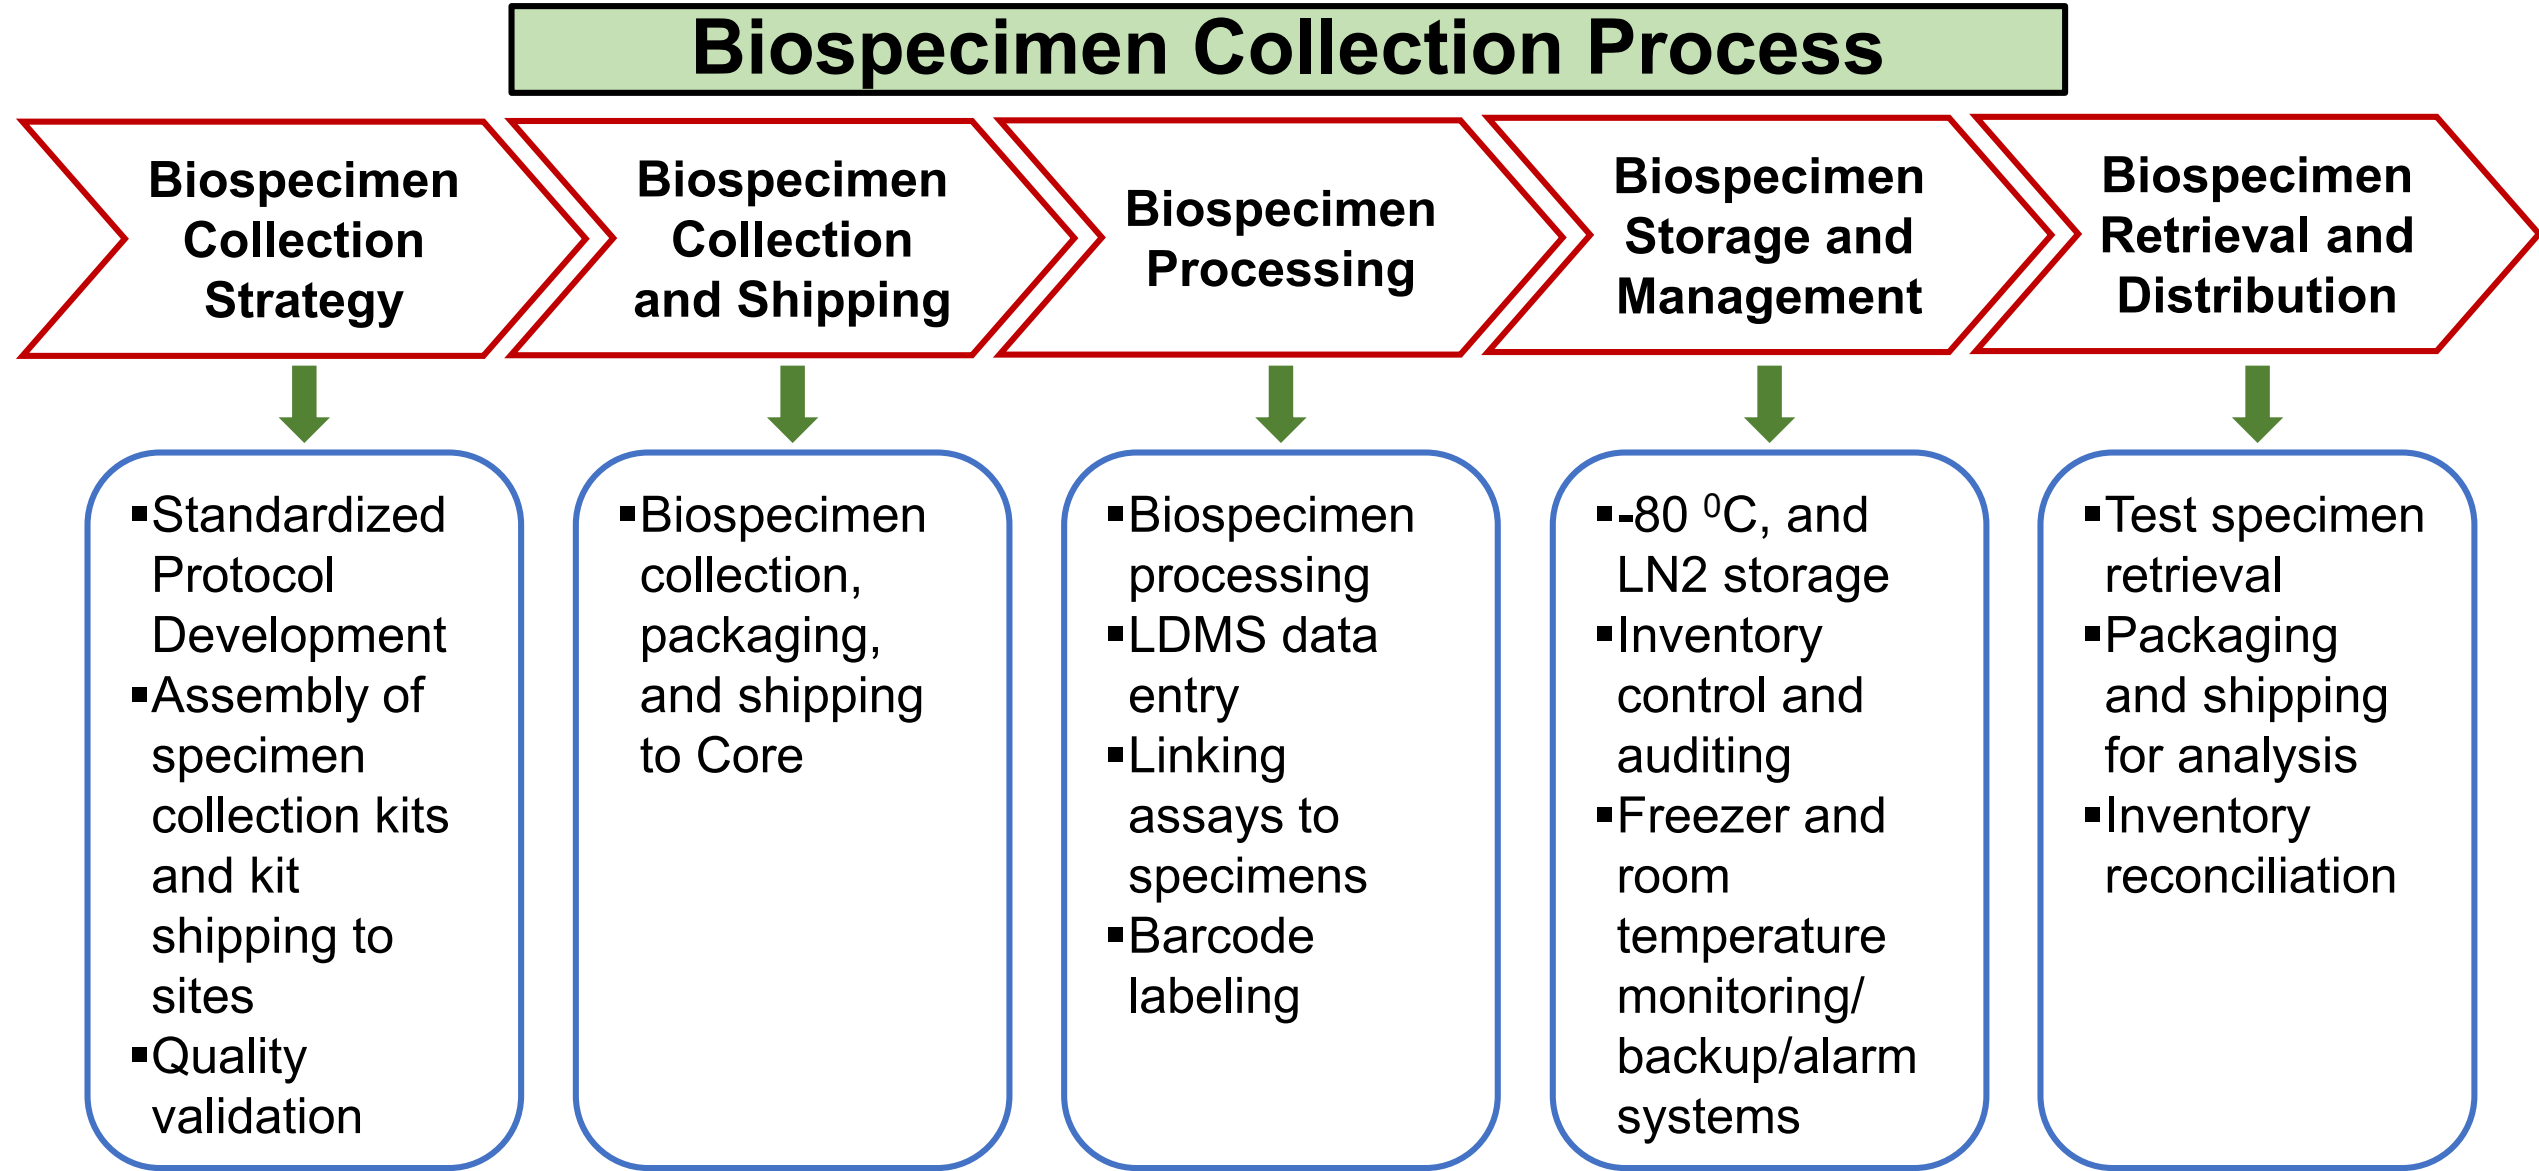 Biospecimen Collection Process
Biospecimen
Collection
Strategy
Biospecimen
Collection
and Shipping
Biospecimen
Processing
Biospecimen
Storage and
Management
Biospecimen
Retrieval and
Distribution
▪Standardized
Protocol
Development
▪Assembly of
specimen
collection kits
and kit
shipping to
sites
▪Quality
validation
▪Biospecimen
collection,
packaging,
and shipping
to Core
▪Biospecimen
processing
▪LDMS data
entry
▪Linking
assays to
specimens
▪Barcode
labeling
▪-80 ⁰C, and
LN2 storage
▪Inventory
control and
auditing
▪Freezer and
room
temperature
monitoring/
backup/alarm
systems
▪Test specimen
retrieval
▪Packaging
and shipping
for analysis
▪Inventory
reconciliation